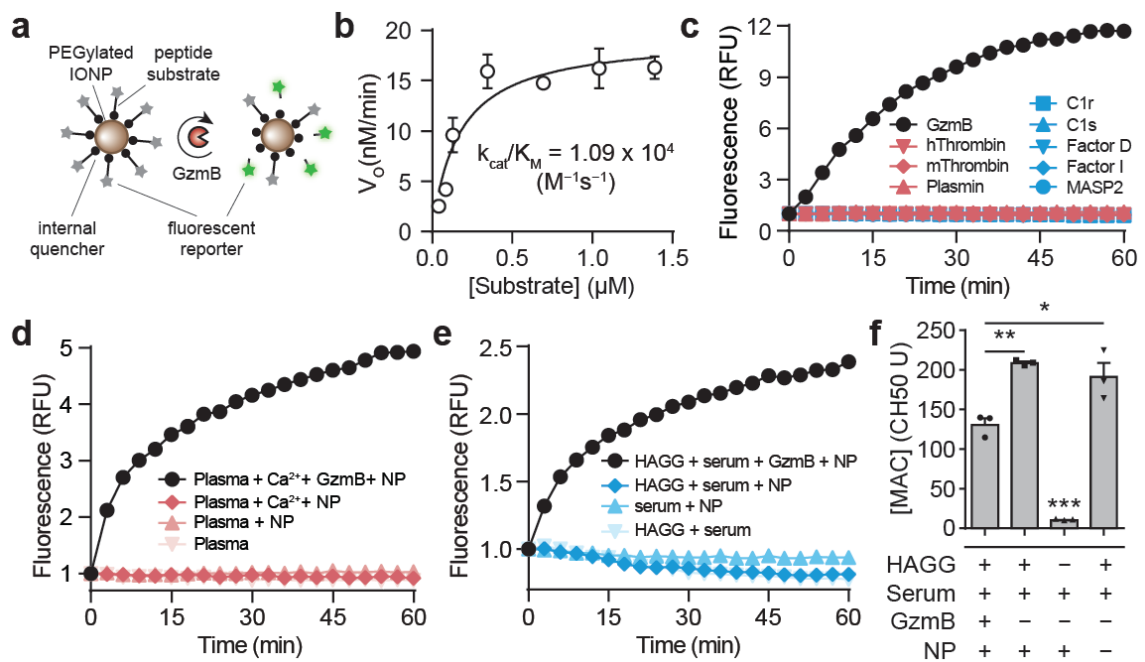 a
PEGylated
IONP
peptide
substrate
GzmB
internal
quencher
fluorescent
reporter
b
V₀(nM/min)
20
15
10
5
0
0.0
0.5
1.0
1.5
[Substrate] (μM)
k꜀ₐₜ/Kₘ = 1.09 x 10⁴
(M⁻¹s⁻¹)
c
Fluorescence (RFU)
12
9
6
3
0
0
15
30
45
60
Time (min)
GzmB
hThrombin
mThrombin
Plasmin
C1r
C1s
Factor D
Factor I
MASP2
d
Fluorescence (RFU)
5
4
3
2
1
0
15
30
45
60
Time (min)
Plasma + Ca²⁺+ GzmB+ NP
Plasma + Ca²⁺+ NP
Plasma + NP
Plasma
e
Fluorescence (RFU)
2.5
2.0
1.5
1.0
0
15
30
45
60
Time (min)
HAGG + serum + GzmB + NP
HAGG + serum + NP
serum + NP
HAGG + serum
f
[MAC] (CH50 U)
250
200
150
100
50
0
*
**
***
HAGG + + − +
Serum + + + +
GzmB + − − −
NP + + + −